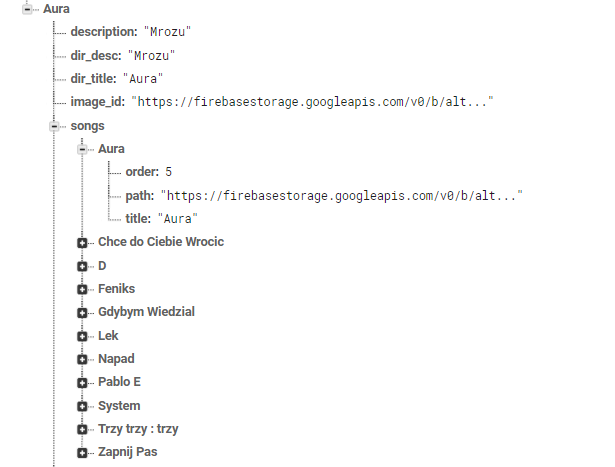 Aura
description: "Mrozu"
dir_desc: "Mrozu"
dir_title: "Aura"
image_id: "https://firebasestorage.googleapis.com/v0/b/alt..."
songs
Aura
order: 5
path: "https://firebasestorage.googleapis.com/v0/b/alt..."
title: "Aura"
Chce do Ciebie Wrocic
D
Feniks
Gdybym Wiedzial
Lek
Napad
Pablo E
System
Trzy trzy : trzy
Zapnij Pas